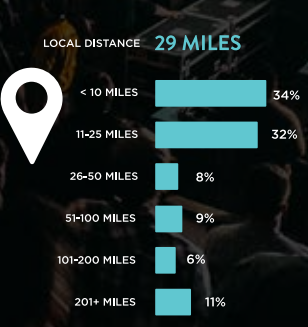 LOCAL DISTANCE 29 MILES
< 10 MILES 34%
11-25 MILES 32%
26-50 MILES 8%
51-100 MILES 9%
101-200 MILES 6%
201+ MILES 11%